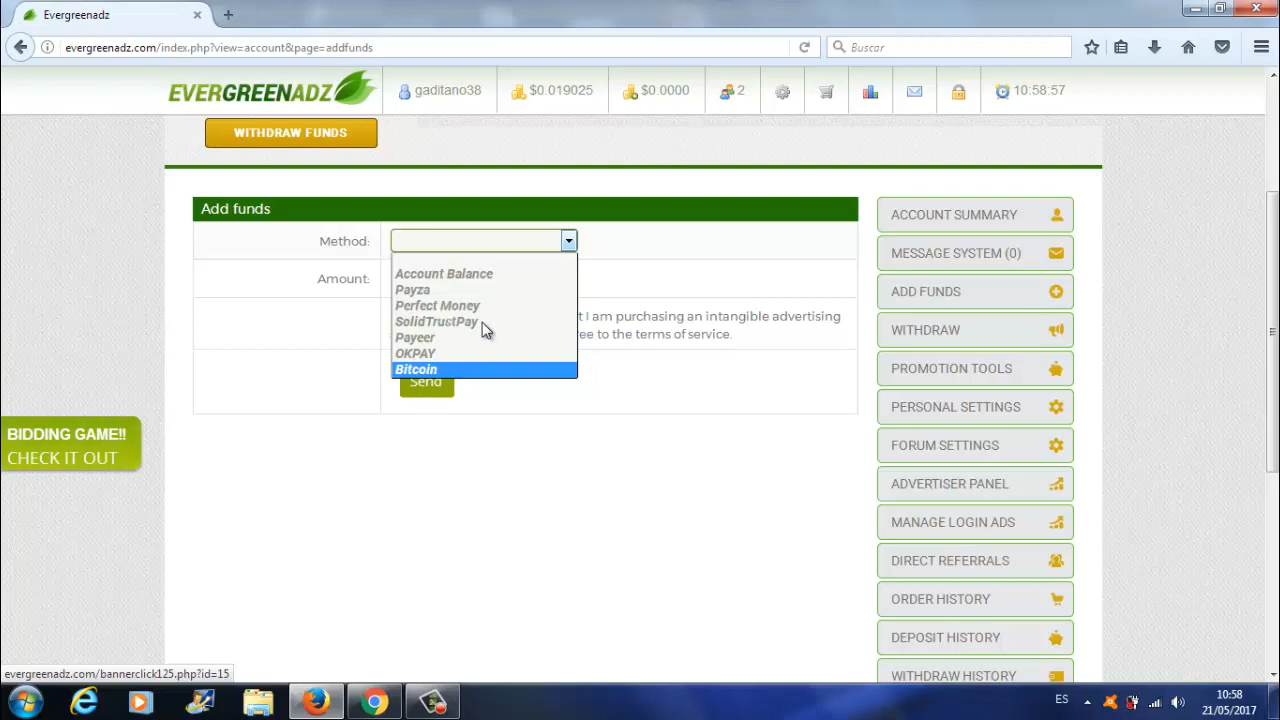 Evergreenadz
evergreenadz.com/index.php?view=account&page=addfunds
Buscar
EVERGREENADZ
gaditano38
$0.019025
$0.0000
2
10:58:57
WITHDRAW FUNDS
Add funds
Method:
Account Balance
Payza
Perfect Money
SolidTrustPay
Payeer
OKPAY
Bitcoin
Amount:
t I am purchasing an intangible advertising
ree to the terms of service.
Send
BIDDING GAME!!
CHECK IT OUT
ACCOUNT SUMMARY
MESSAGE SYSTEM (0)
ADD FUNDS
WITHDRAW
PROMOTION TOOLS
PERSONAL SETTINGS
FORUM SETTINGS
ADVERTISER PANEL
MANAGE LOGIN ADS
DIRECT REFERRALS
ORDER HISTORY
DEPOSIT HISTORY
WITHDRAW HISTORY
evergreenadz.com/bannerclick125.php?id=15
ES
10:58
21/05/2017